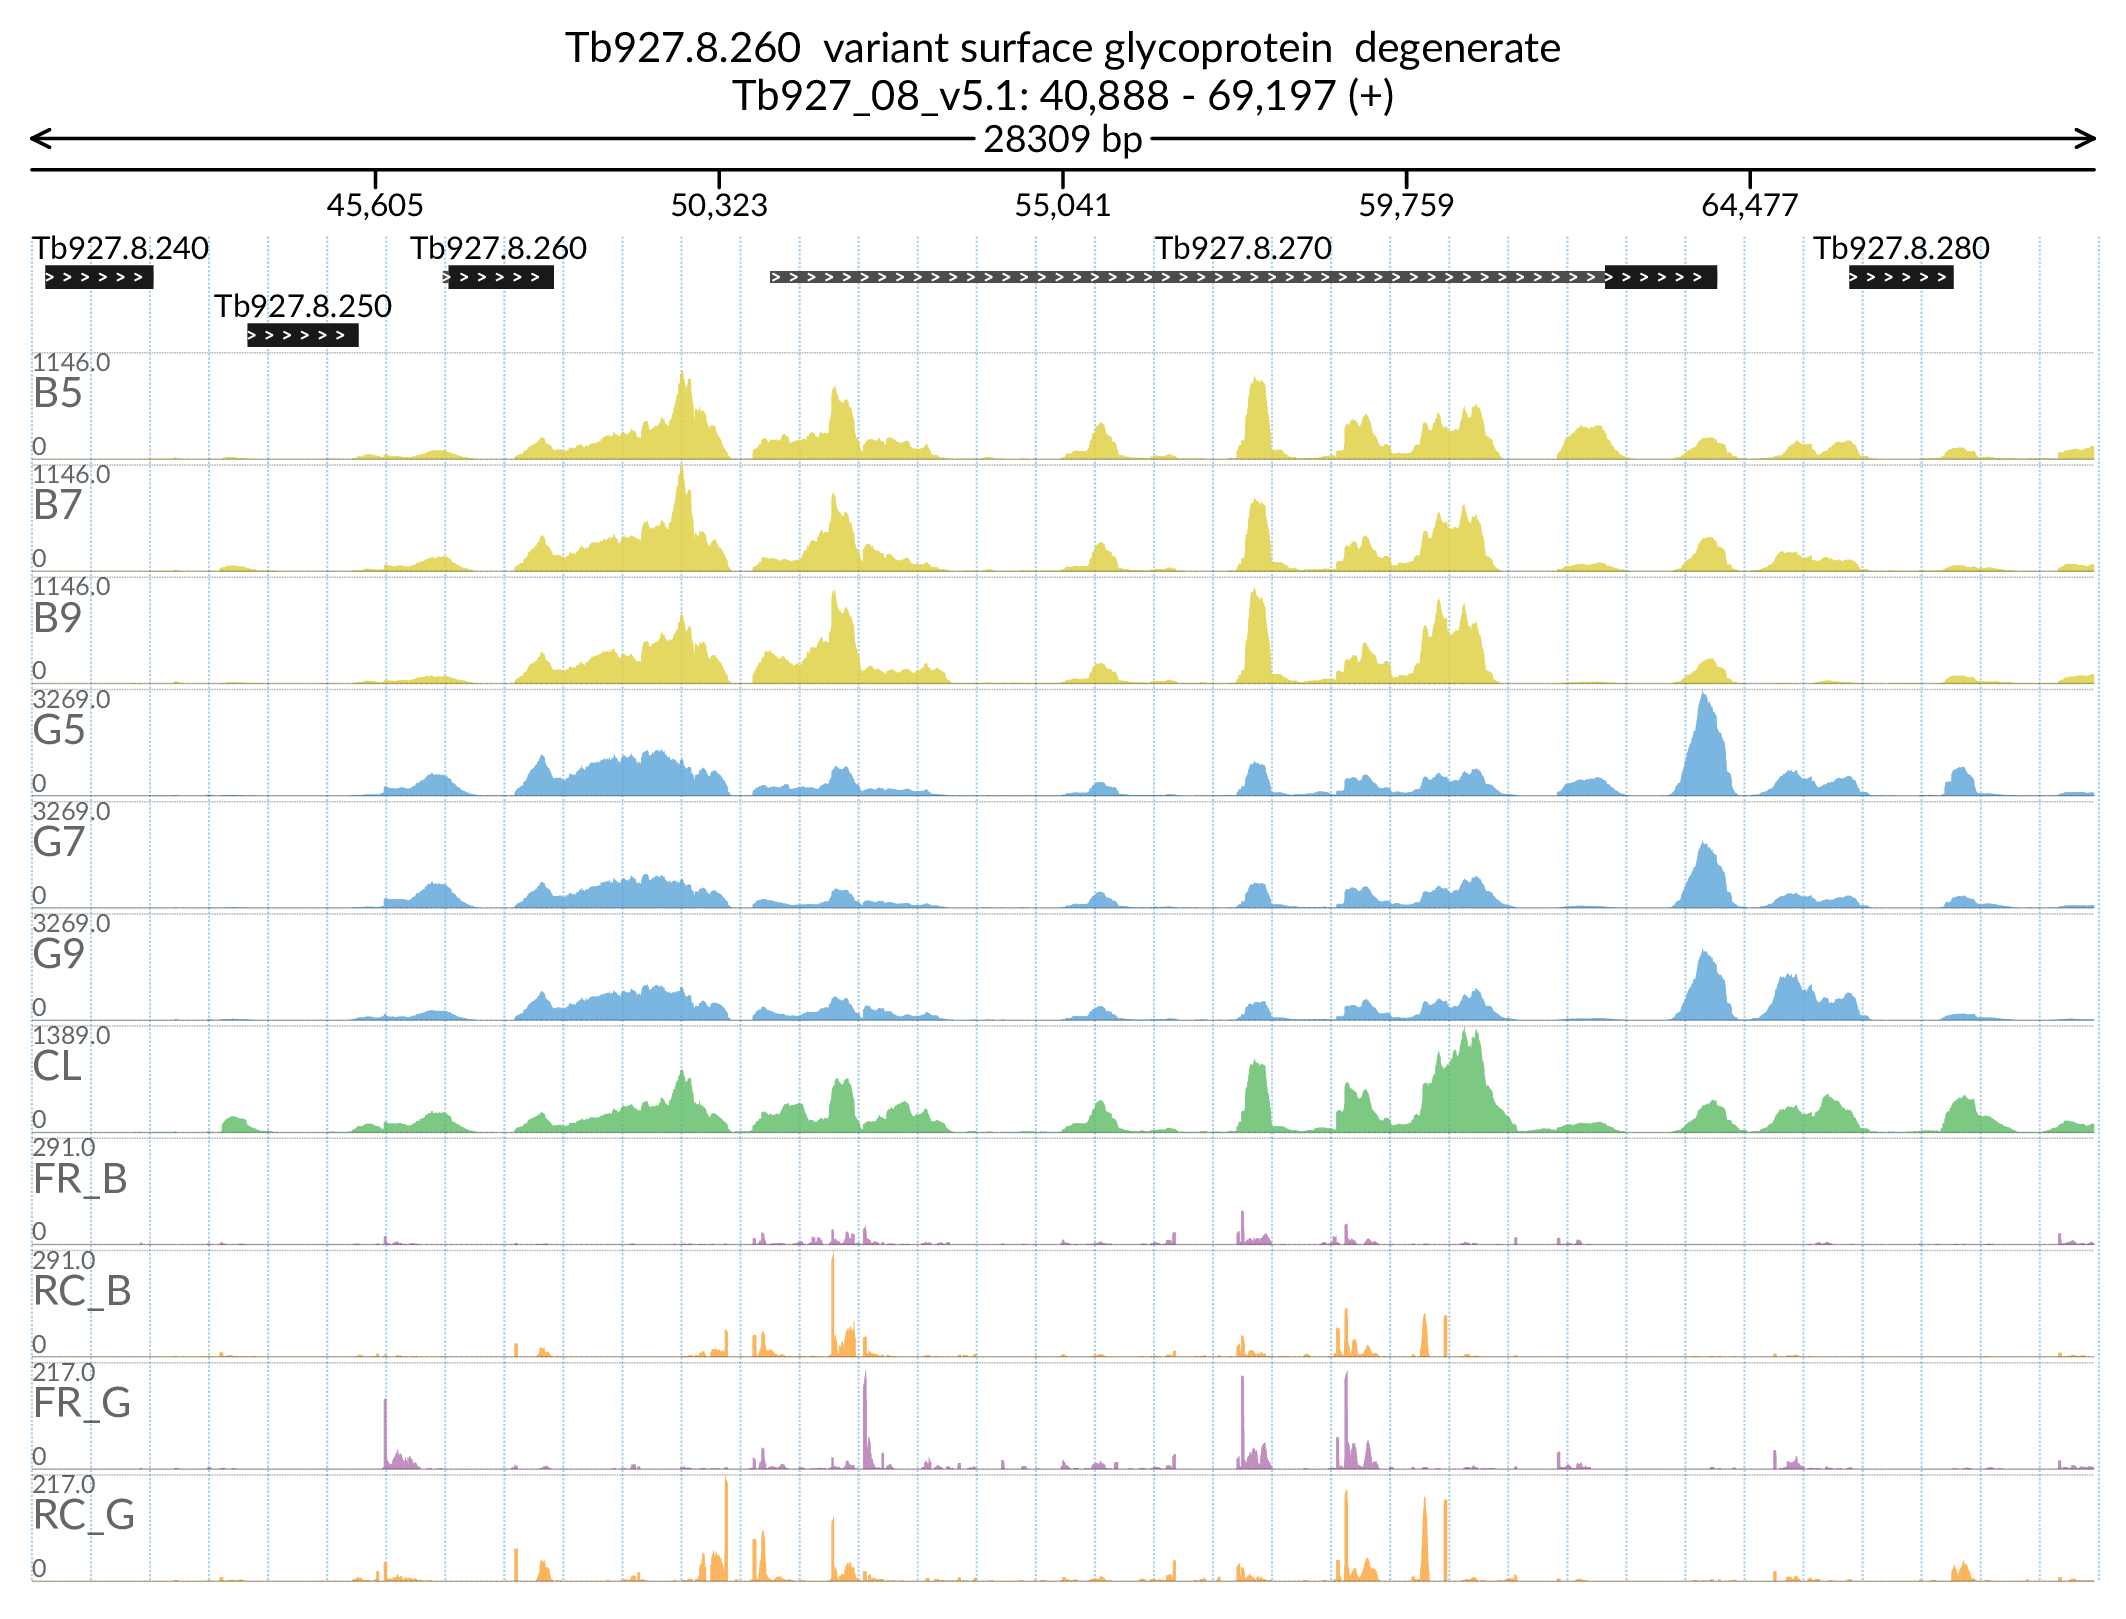 Tb927.8.260  variant surface glycoprotein  degenerate
Tb927_08_v5.1: 40,888 - 69,197 (+)
28309 bp
45,605 50,323 55,041 59,759 64,477
Tb927.8.240 Tb927.8.260 Tb927.8.270 Tb927.8.280
Tb927.8.250
1146.0
B5
0
1146.0
B7
0
1146.0
B9
0
3269.0
G5
0
3269.0
G7
0
3269.0
G9
0
1389.0
CL
0
291.0
FR_B
0
291.0
RC_B
0
217.0
FR_G
0
217.0
RC_G
0